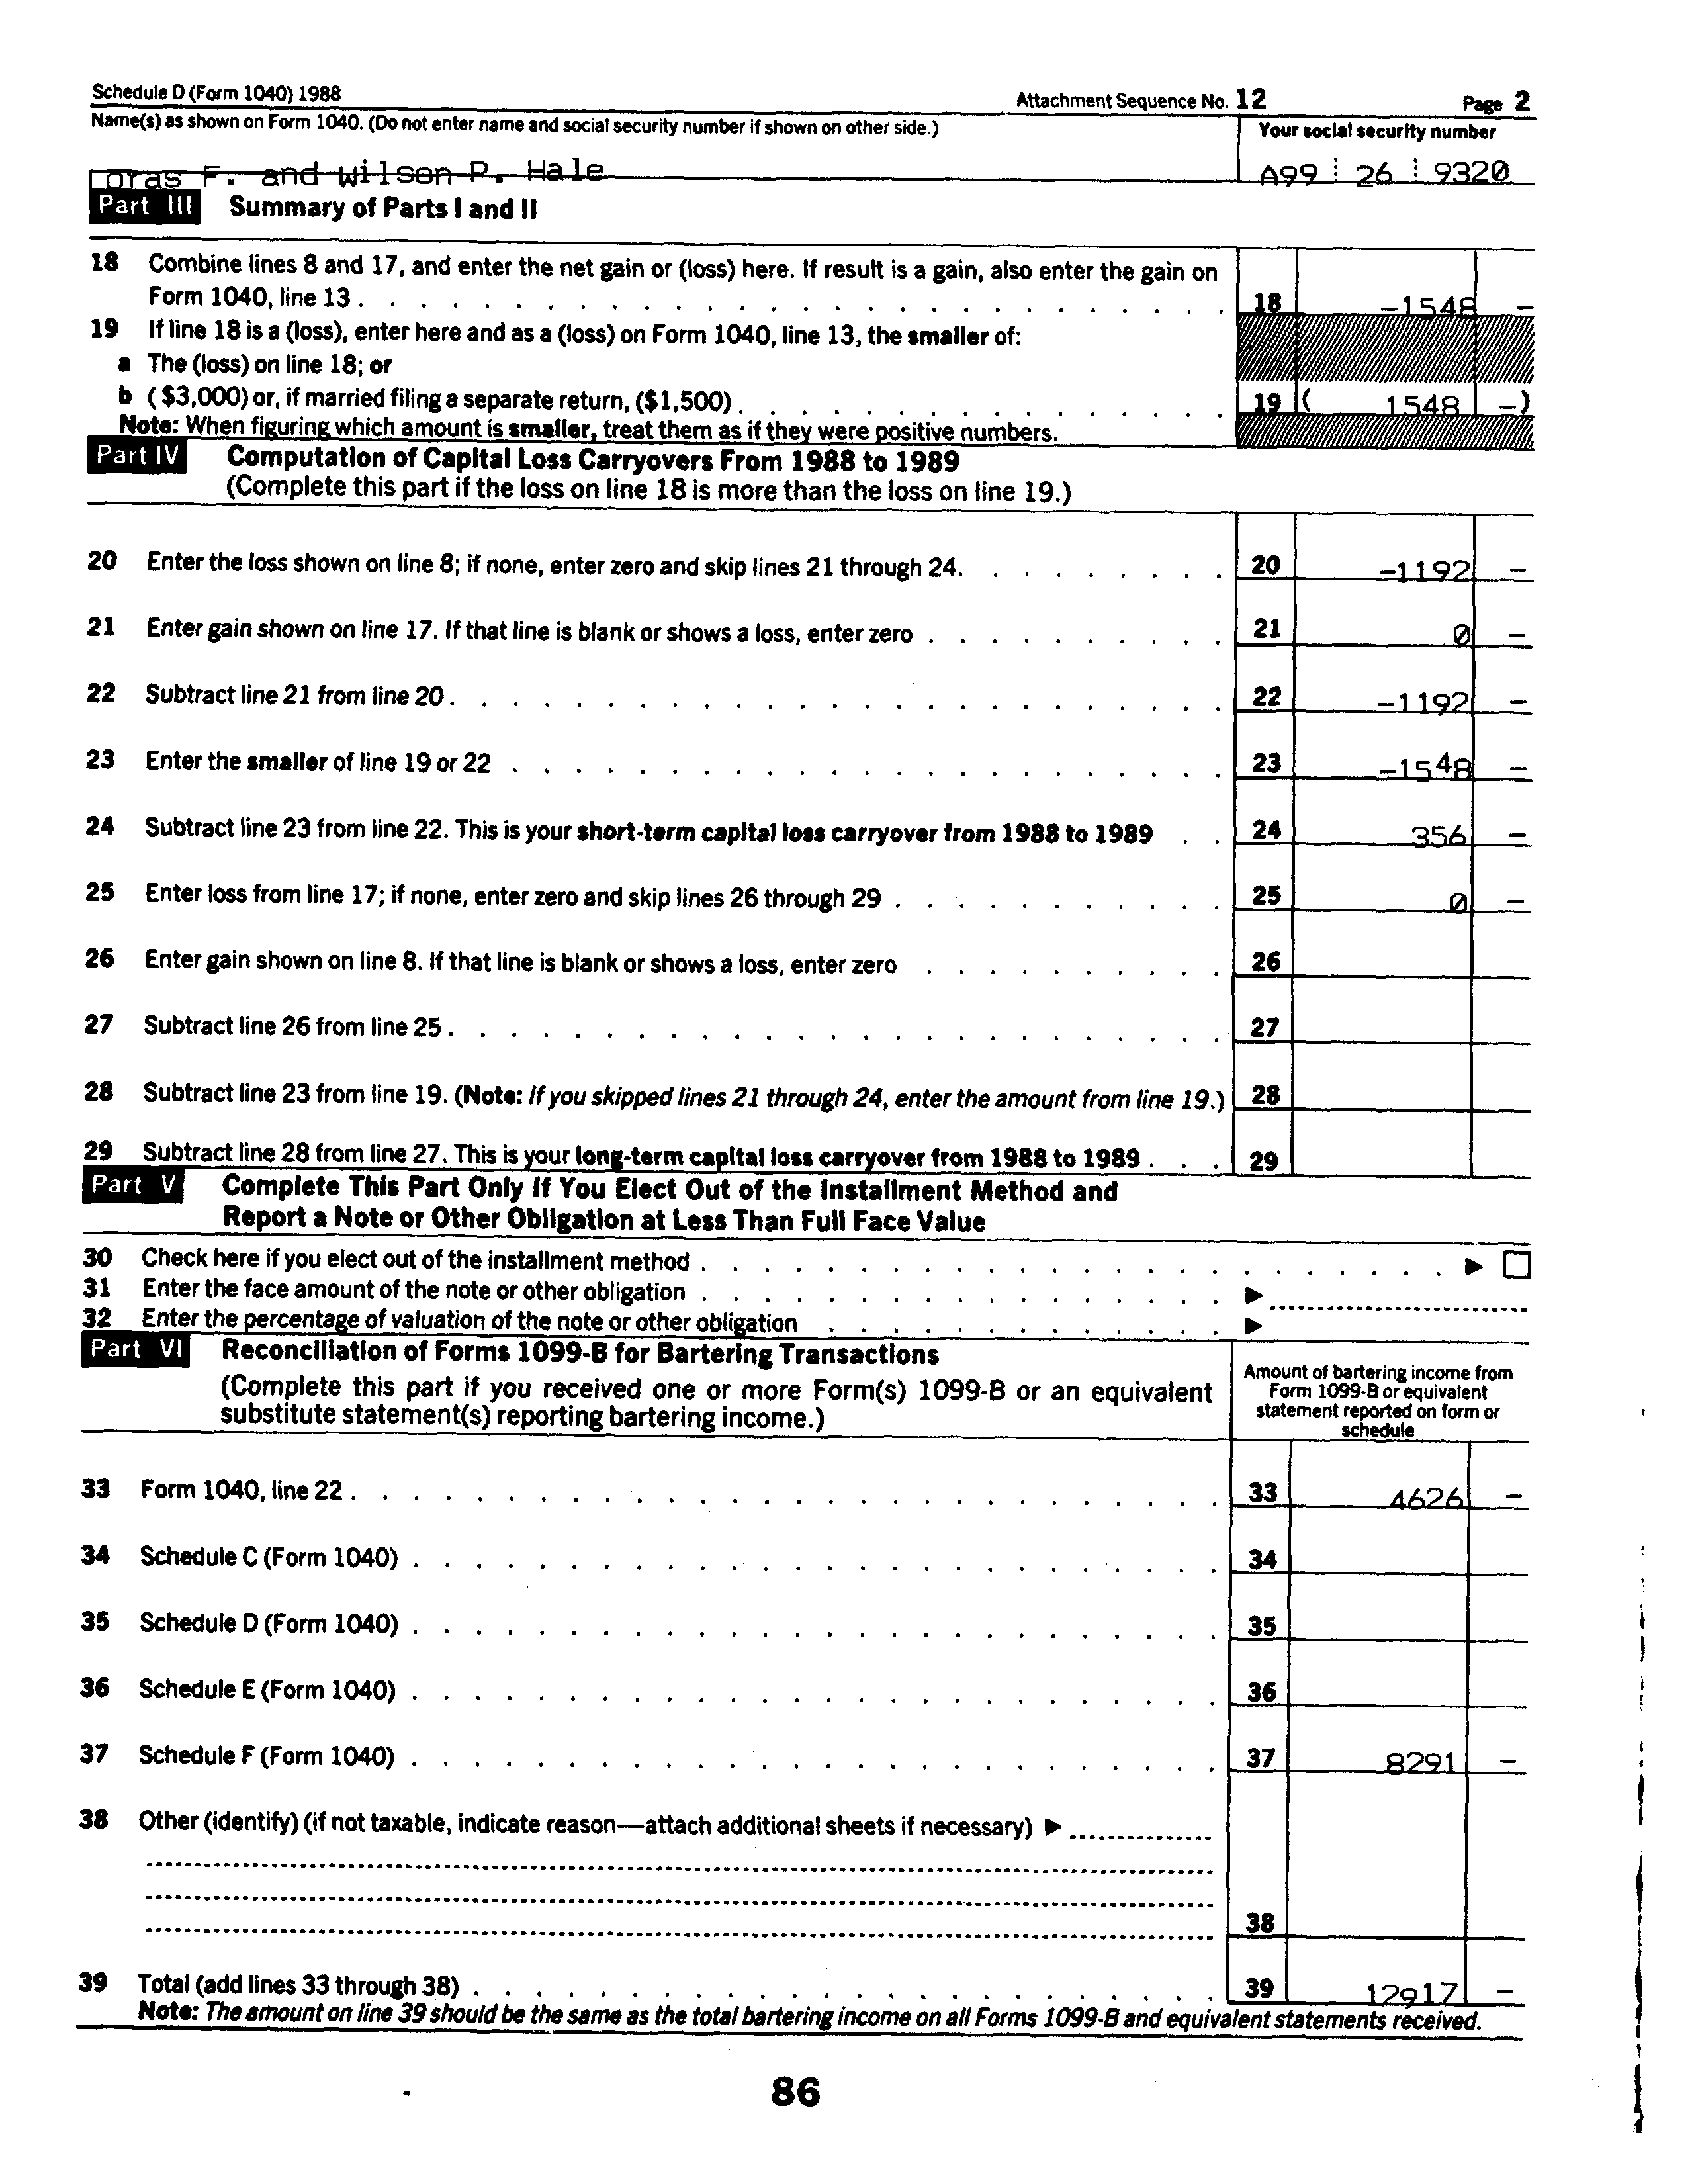 Schedule D (Form 1040) 1988 Attachment Sequence No. 12 Page 2
Name(s) as shown on Form 1040. (Do not enter name and social security number if shown on other side.) Your social security number
Loras F. and Wilson P. Hale A99 26 9320
Part III Summary of Parts I and II
18 Combine lines 8 and 17, and enter the net gain or (loss) here. If result is a gain, also enter the gain on
Form 1040, line 13 . 18 -1548 –
19 If line 18 is a (loss), enter here and as a (loss) on Form 1040, line 13, the smaller of:
a The (loss) on line 18; or
b ($3,000) or, if married filing a separate return, ($1,500) . 19 ( 1548 –)
Note: When figuring which amount is smaller, treat them as if they were positive numbers.
Part IV Computation of Capital Loss Carryovers From 1988 to 1989
(Complete this part if the loss on line 18 is more than the loss on line 19.)
20 Enter the loss shown on line 8; if none, enter zero and skip lines 21 through 24. 20 -1192 –
21 Enter gain shown on line 17. If that line is blank or shows a loss, enter zero . 21 0 –
22 Subtract line 21 from line 20 . 22 -1192 –
23 Enter the smaller of line 19 or 22 . 23 -1548 –
24 Subtract line 23 from line 22. This is your short-term capital loss carryover from 1988 to 1989 . 24 356 –
25 Enter loss from line 17; if none, enter zero and skip lines 26 through 29 . 25 0 –
26 Enter gain shown on line 8. If that line is blank or shows a loss, enter zero . 26
27 Subtract line 26 from line 25 . 27
28 Subtract line 23 from line 19. (Note: If you skipped lines 21 through 24, enter the amount from line 19.) 28
29 Subtract line 28 from line 27. This is your long-term capital loss carryover from 1988 to 1989 . 29
Part V Complete This Part Only If You Elect Out of the Installment Method and
Report a Note or Other Obligation at Less Than Full Face Value
30 Check here if you elect out of the installment method . ► ☐
31 Enter the face amount of the note or other obligation . ►
32 Enter the percentage of valuation of the note or other obligation . ►
Part VI Reconciliation of Forms 1099-B for Bartering Transactions
(Complete this part if you received one or more Form(s) 1099-B or an equivalent
substitute statement(s) reporting bartering income.)
Amount of bartering income from
Form 1099-B or equivalent
statement reported on form or
schedule
33 Form 1040, line 22 . 33 4626 –
34 Schedule C (Form 1040) . 34
35 Schedule D (Form 1040) . 35
36 Schedule E (Form 1040) . 36
37 Schedule F (Form 1040) . 37 8291 –
38 Other (identify) (if not taxable, indicate reason—attach additional sheets if necessary) ►
38
39 Total (add lines 33 through 38) . 39 12917 –
Note: The amount on line 39 should be the same as the total bartering income on all Forms 1099-B and equivalent statements received.
86